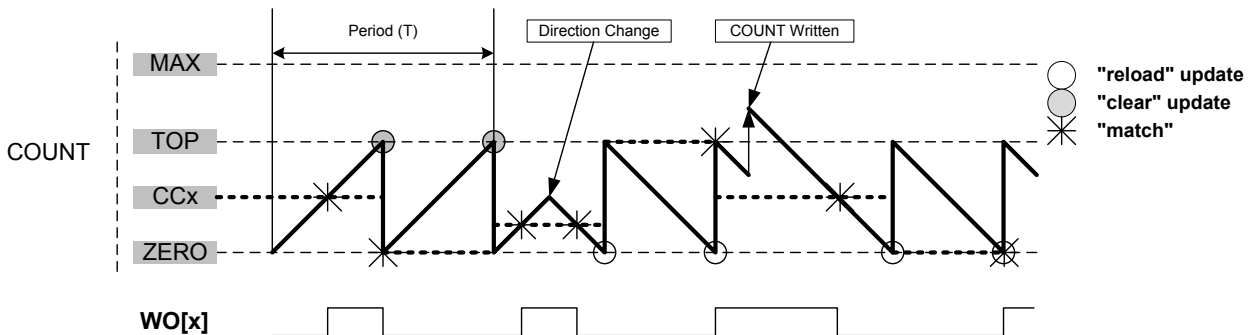 Period (T)
Direction Change
COUNT Written
MAX
"reload" update
"clear" update
TOP
"match"
COUNT
CCx
ZERO
WO[x]